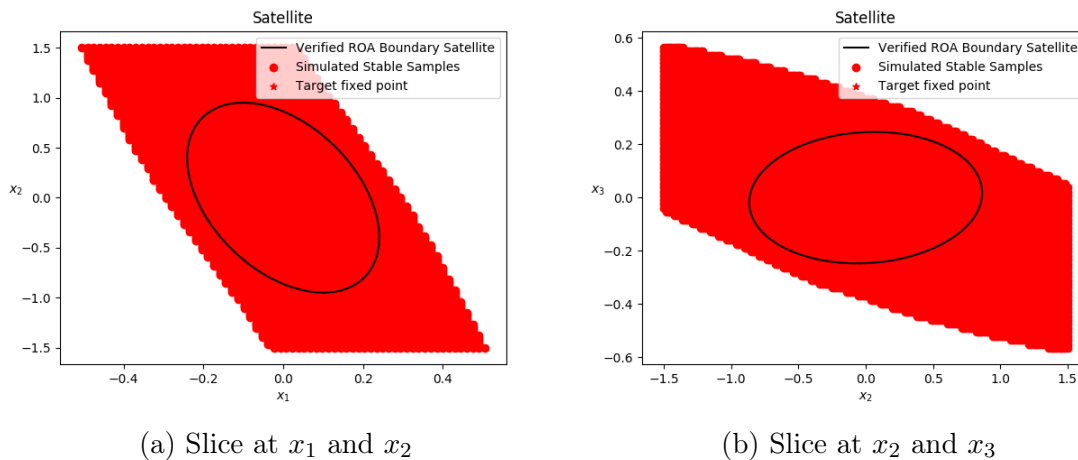 Satellite
Verified ROA Boundary Satellite
Simulated Stable Samples
Target fixed point
1.5
1.0
0.5
x2
0.0
−0.5
−1.0
−1.5
−0.4 −0.2 0.0 0.2 0.4
x1
(a) Slice at x1 and x2
Satellite
Verified ROA Boundary Satellite
Simulated Stable Samples
Target fixed point
0.6
0.4
0.2
x3
0.0
−0.2
−0.4
−0.6
−1.5 −1.0 −0.5 0.0 0.5 1.0 1.5
x2
(b) Slice at x2 and x3